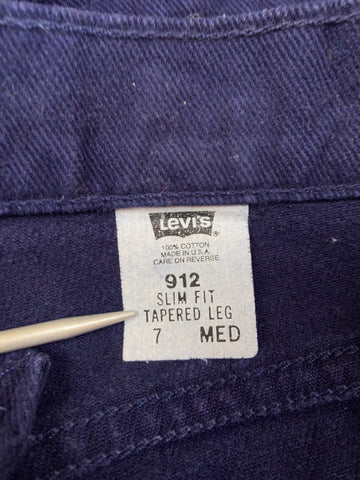 Levi's
100% COTTON
MADE IN U.S.A.
CARE ON REVERSE
912
SLIM FIT
TAPERED LEG
7 MED